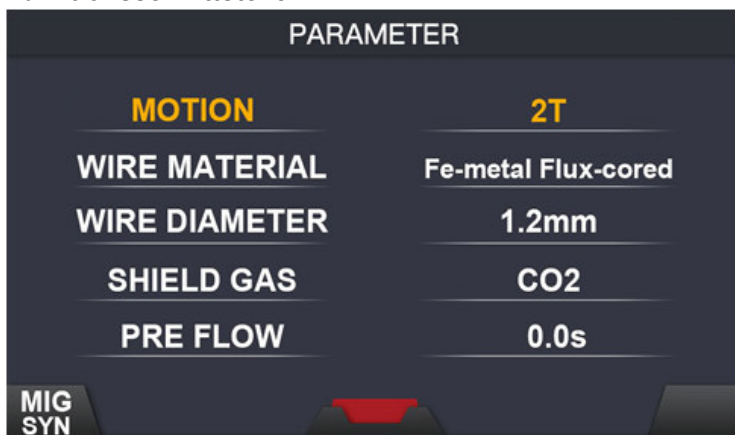 PARAMETER
MOTION 2T
WIRE MATERIAL Fe-metal Flux-cored
WIRE DIAMETER 1.2mm
SHIELD GAS CO2
PRE FLOW 0.0s
MIG
SYN